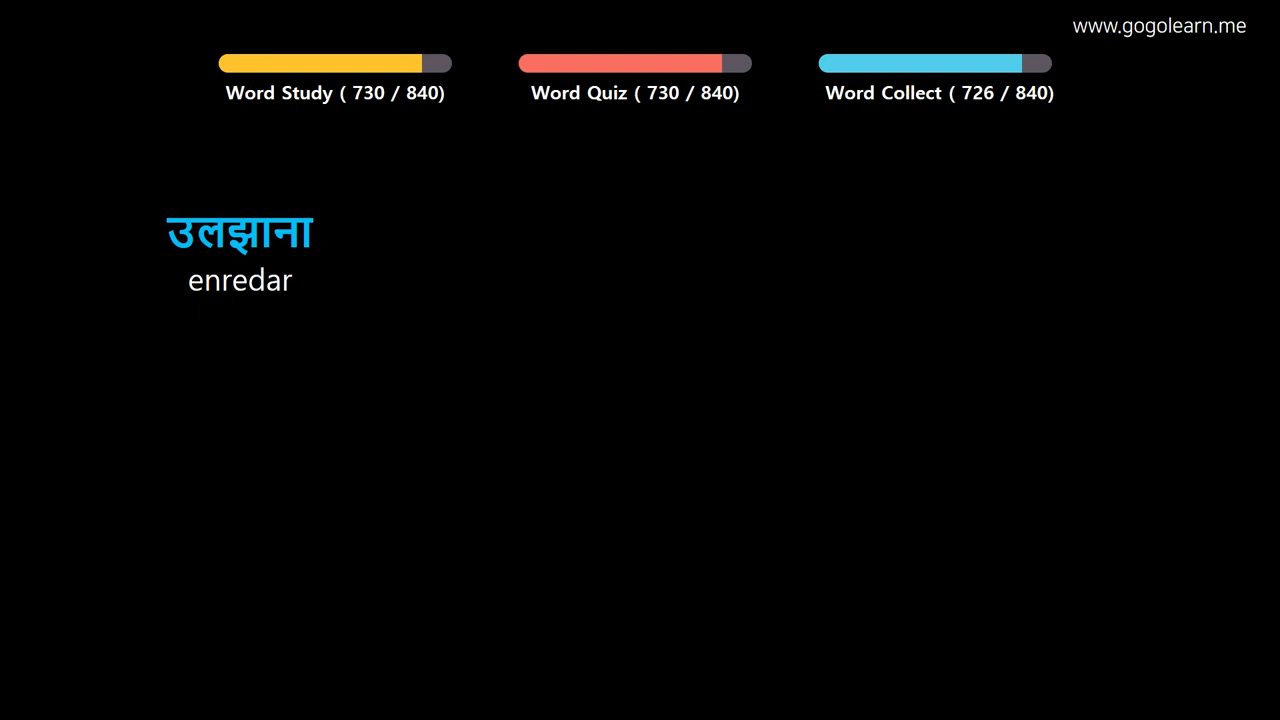 www.gogolearn.me
Word Study ( 730 / 840)
Word Quiz ( 730 / 840)
Word Collect ( 726 / 840)
उलझाना
enredar